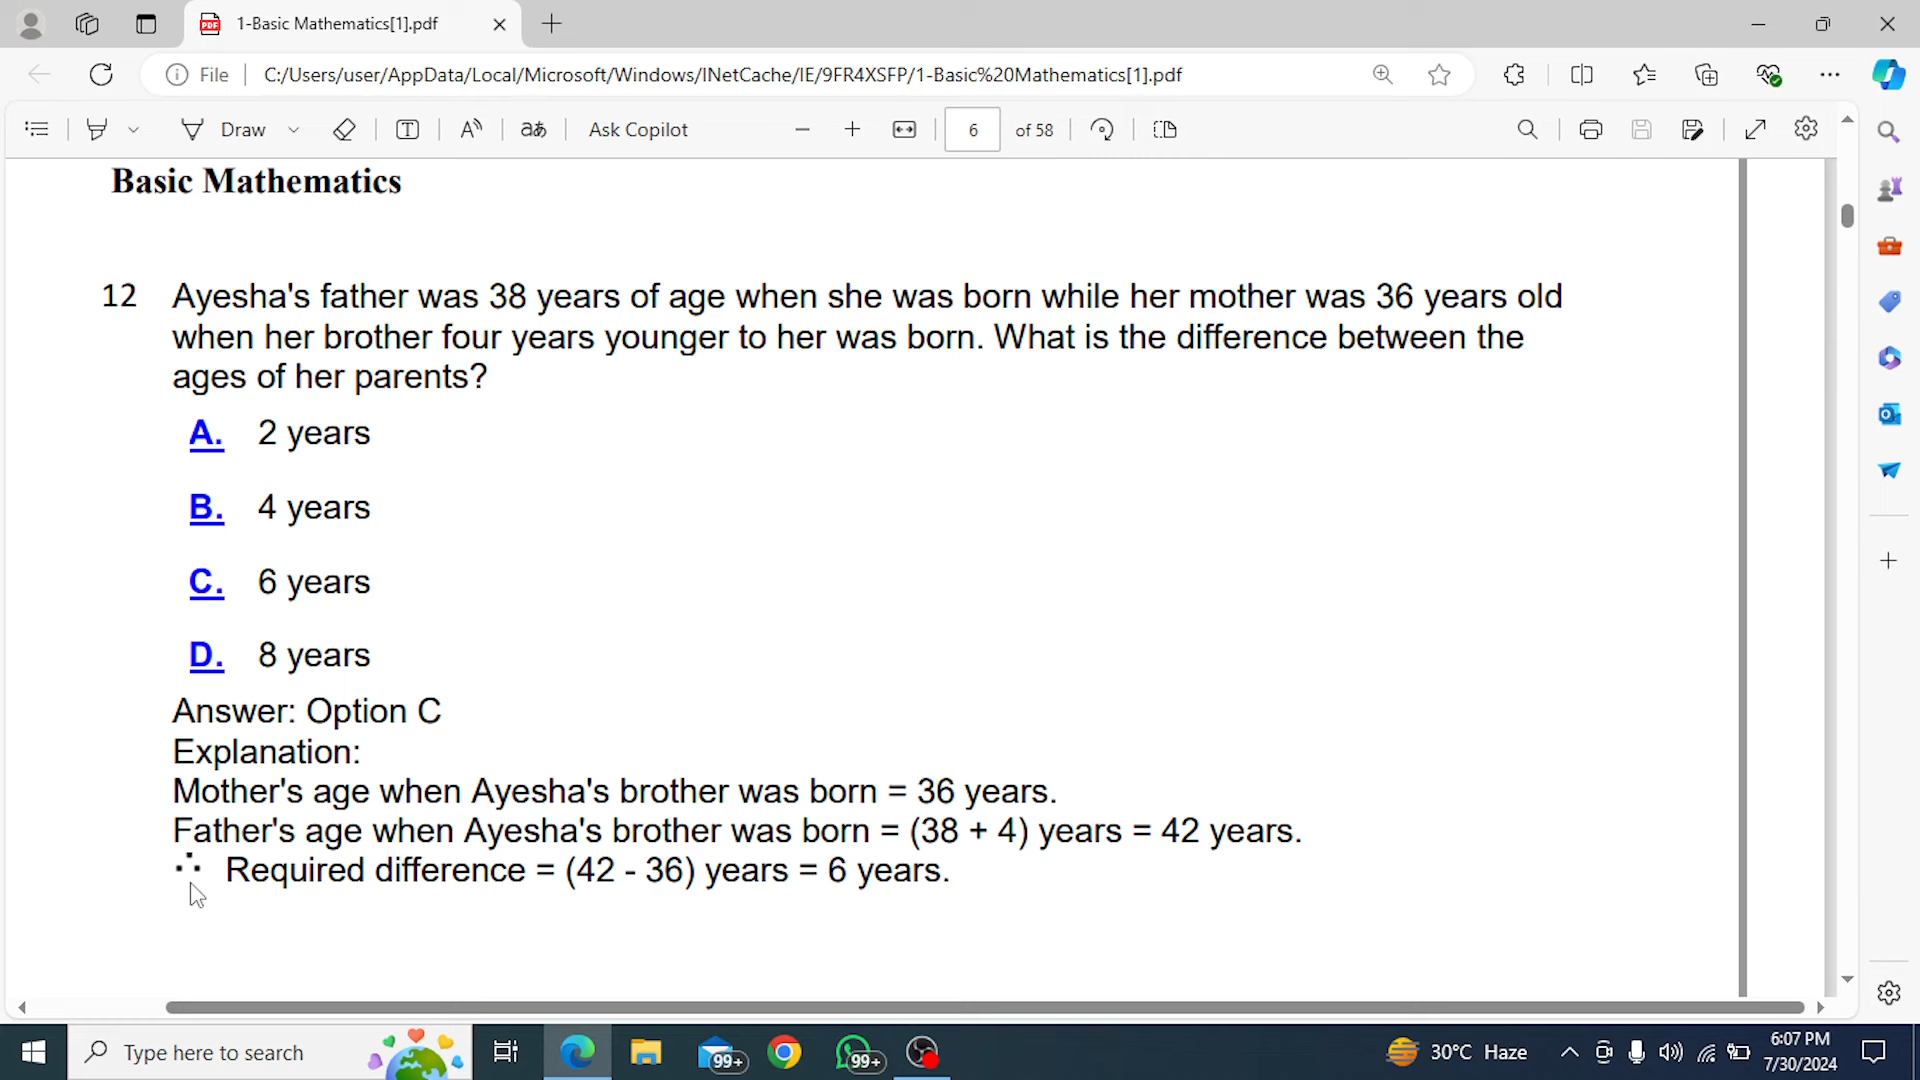 1-Basic Mathematics[1].pdf
File C:/Users/user/AppData/Local/Microsoft/Windows/INetCache/IE/9FR4XSFP/1-Basic%20Mathematics[1].pdf
Draw Ask Copilot 6 of 58
Basic Mathematics
12 Ayesha's father was 38 years of age when she was born while her mother was 36 years old
when her brother four years younger to her was born. What is the difference between the
ages of her parents?
A. 2 years
B. 4 years
C. 6 years
D. 8 years
Answer: Option C
Explanation:
Mother's age when Ayesha's brother was born = 36 years.
Father's age when Ayesha's brother was born = (38 + 4) years = 42 years.
∴ Required difference = (42 - 36) years = 6 years.
Type here to search 99+ 99+ 30°C Haze 6:07 PM
7/30/2024